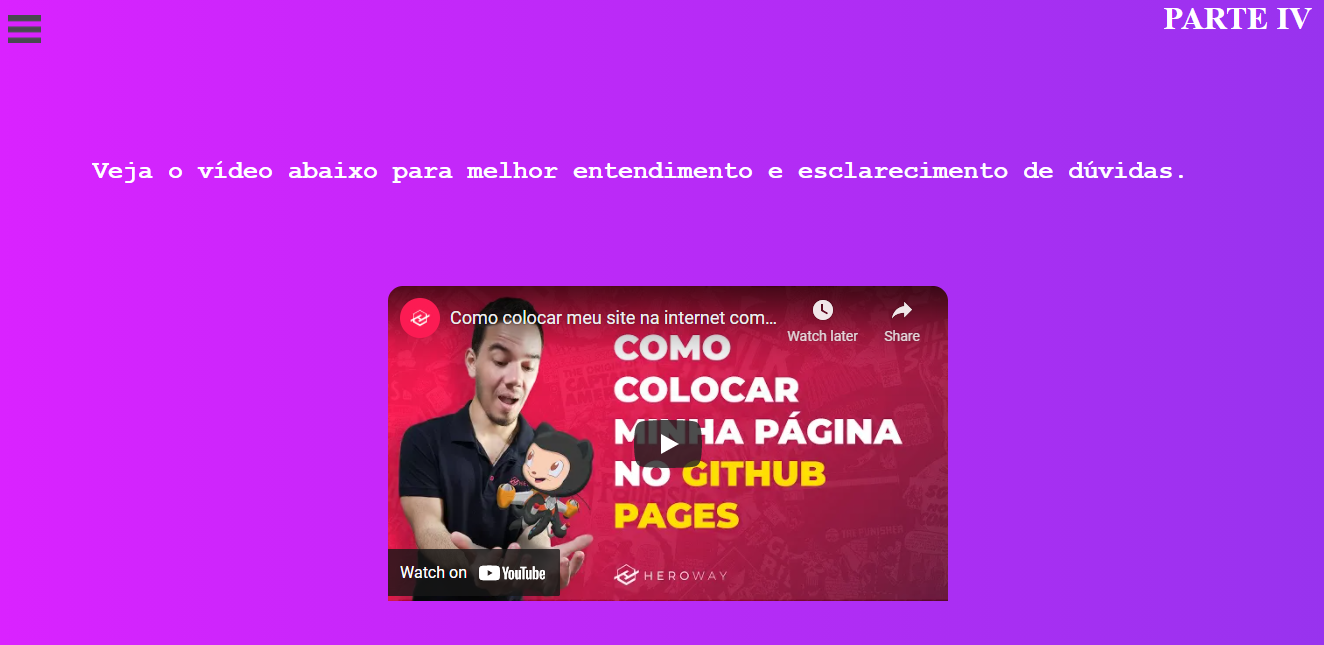 PARTE IV
Veja o vídeo abaixo para melhor entendimento e esclarecimento de dúvidas.
Como colocar meu site na internet com...
Watch later
Share
COMO
COLOCAR
MINHA PÁGINA
NO GITHUB
PAGES
Watch on YouTube
HEROWAY